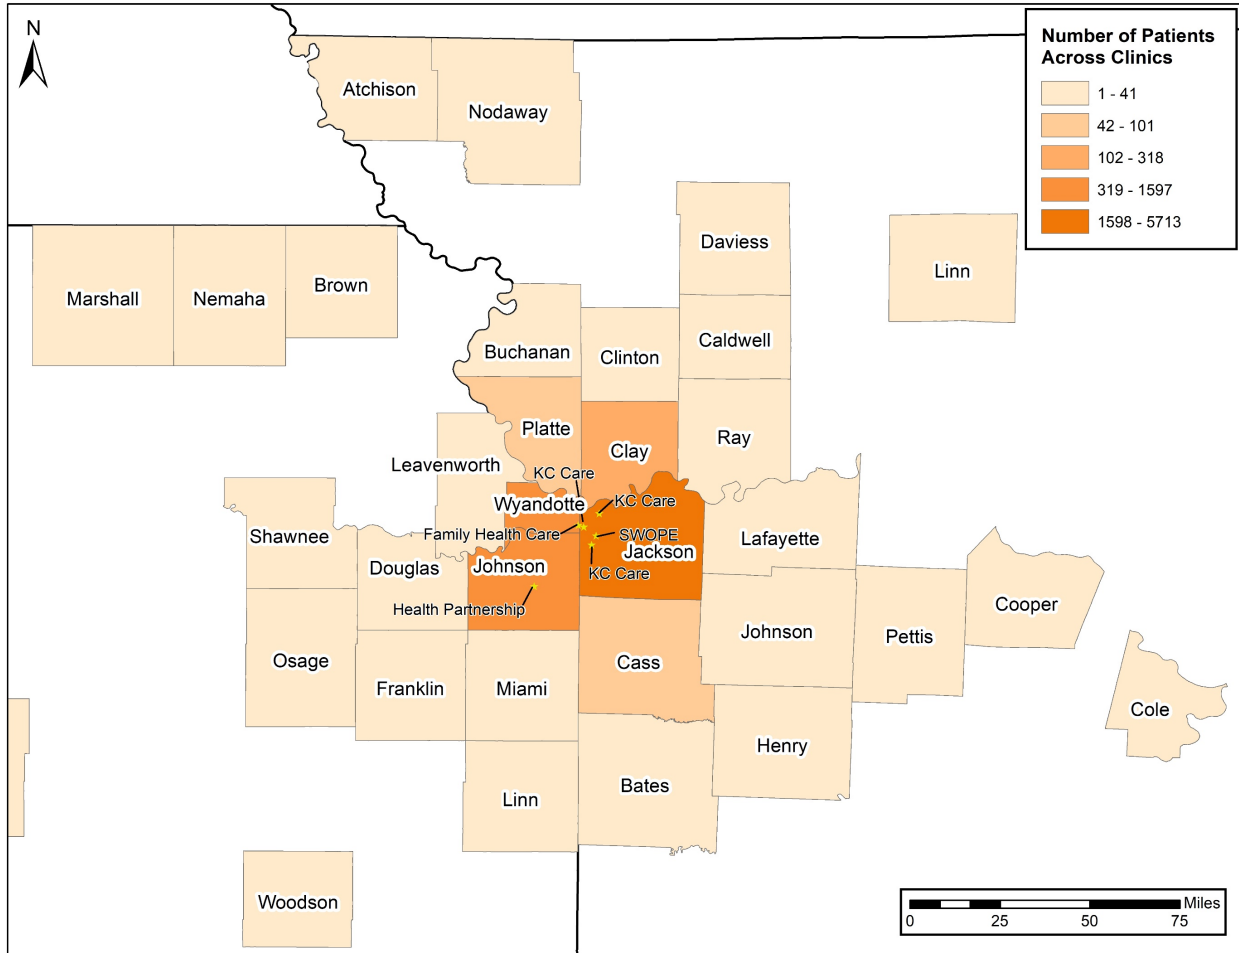 N
Number of Patients
Across Clinics
1 - 41
42 - 101
102 - 318
319 - 1597
1598 - 5713
Atchison
Nodaway
Daviess
Linn
Marshall
Nemaha
Brown
Buchanan
Clinton
Caldwell
Platte
Clay
Ray
Leavenworth
KC Care
Wyandotte
KC Care
Family Health Care
SWOPE
Shawnee
Lafayette
Jackson
Douglas
Johnson
KC Care
Health Partnership
Cooper
Johnson
Pettis
Osage
Cass
Franklin
Miami
Cole
Henry
Bates
Linn
Woodson
Miles
0
25
50
75